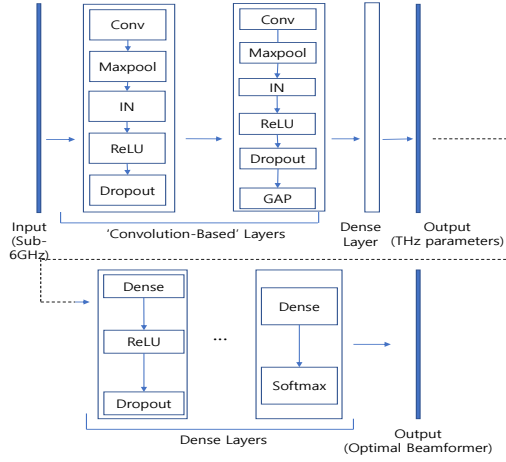 Conv
Maxpool
IN
ReLU
Dropout
Conv
Maxpool
IN
ReLU
Dropout
GAP
Input
(Sub-
6GHz)
'Convolution-Based' Layers
Dense
Layer
Output
(THz parameters)
Dense
ReLU
Dropout
...
Dense
Softmax
Dense Layers
Output
(Optimal Beamformer)